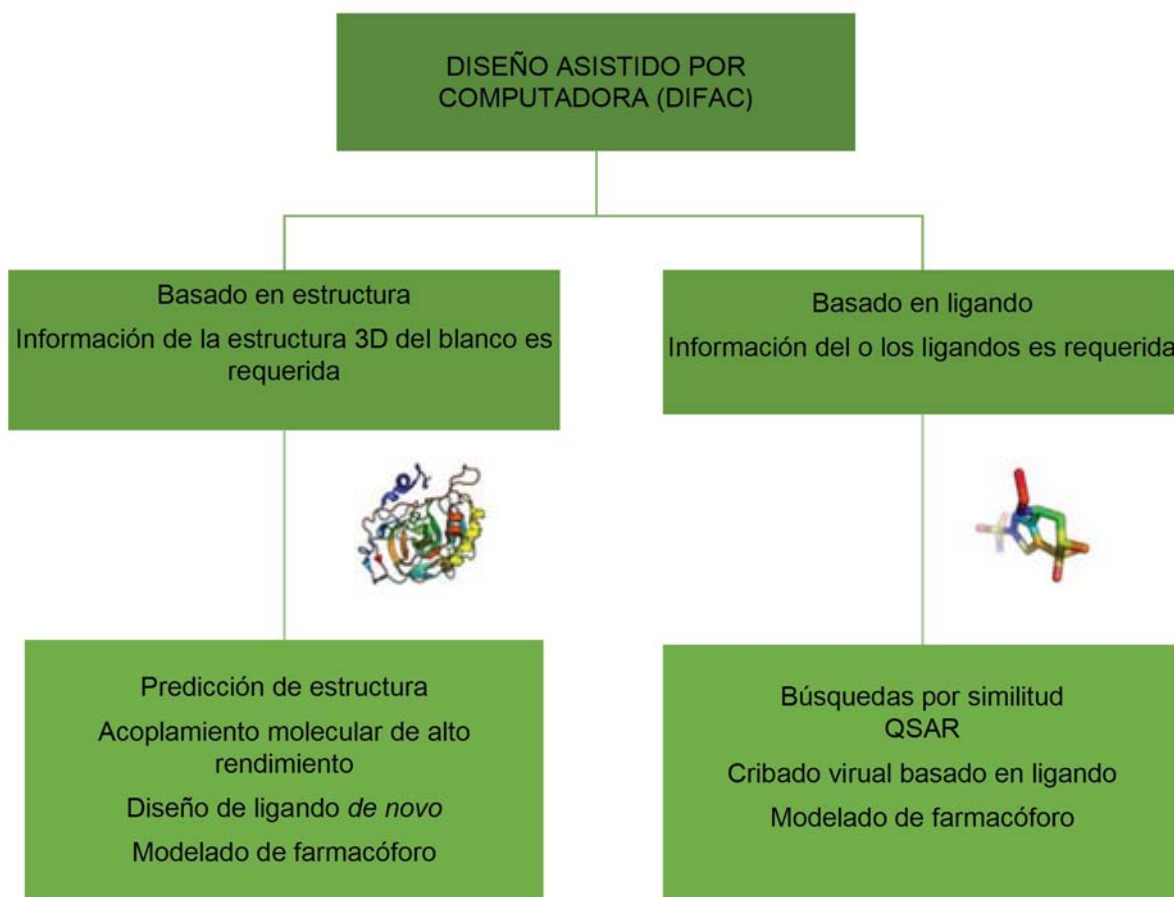 DISEÑO ASISTIDO POR
COMPUTADORA (DIFAC)
Basado en estructura
Información de la estructura 3D del blanco es
requerida
Basado en ligando
Información del o los ligandos es requerida
Predicción de estructura
Acoplamiento molecular de alto
rendimiento
Diseño de ligando de novo
Modelado de farmacóforo
Búsquedas por similitud
QSAR
Cribado virual basado en ligando
Modelado de farmacóforo